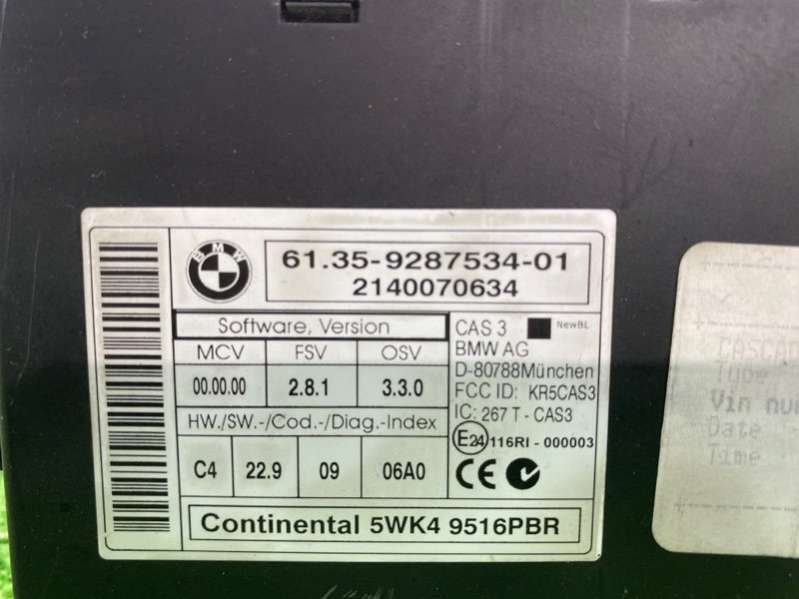 BMW
61.35-9287534-01
2140070634
Software, Version
MCV FSV OSV
00.00.00 2.8.1 3.3.0
HW./SW.-/Cod.-/Diag.-Index
C4 22.9 09 06A0
CAS 3 NewBL
BMW AG
D-80788München
FCC ID: KR5CAS3
IC: 267 T - CAS3
E24 116RI - 000003
CE
Continental 5WK4 9516PBR
CASCAD
Type
Vin nu
Date
Time